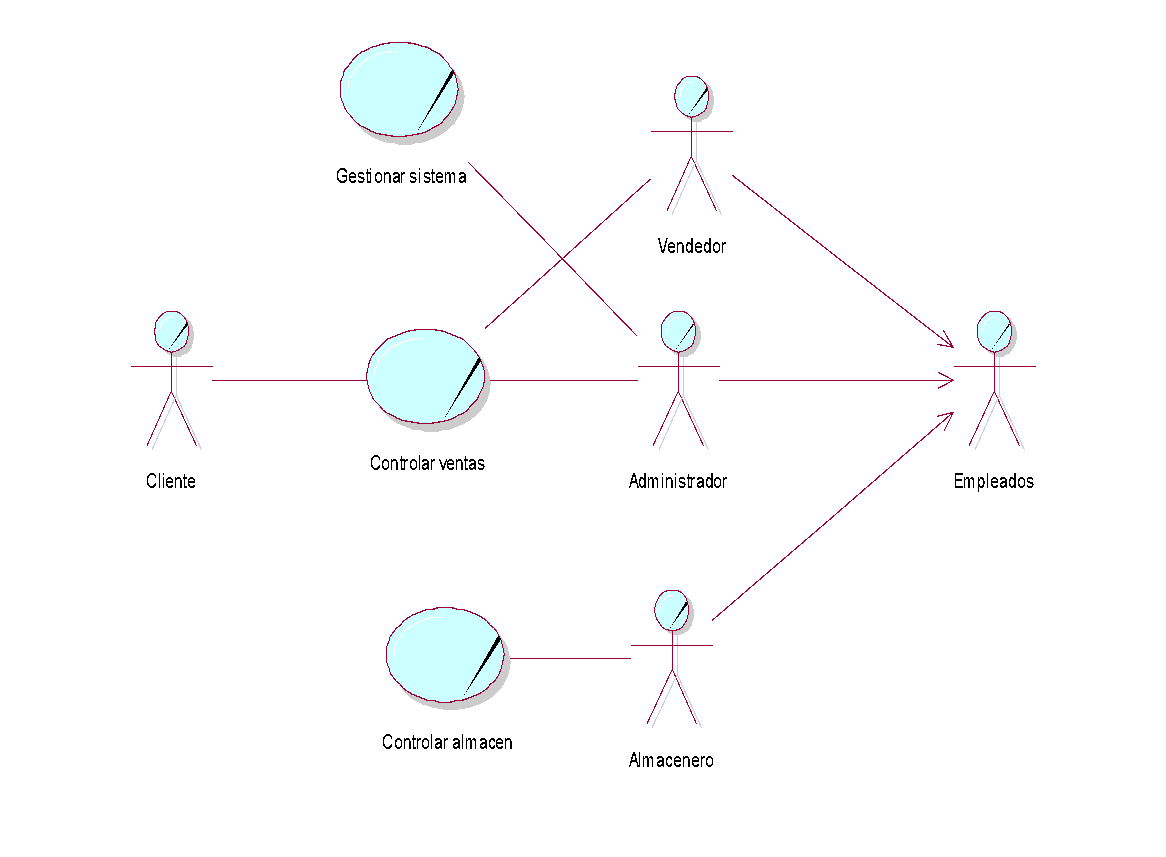 Gestionar sistema
Vendedor
Cliente
Controlar ventas
Administrador
Empleados
Controlar almacen
Almacenero